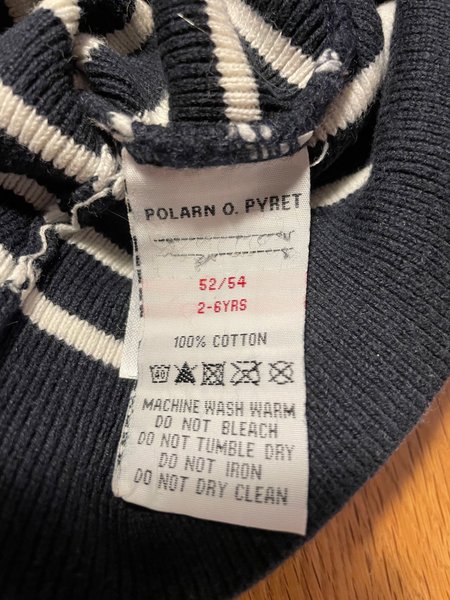 POLARN O. PYRET
52/54
2-6YRS
100% COTTON
40
MACHINE WASH WARM
DO NOT BLEACH
DO NOT TUMBLE DRY
DO NOT IRON
DO NOT DRY CLEAN